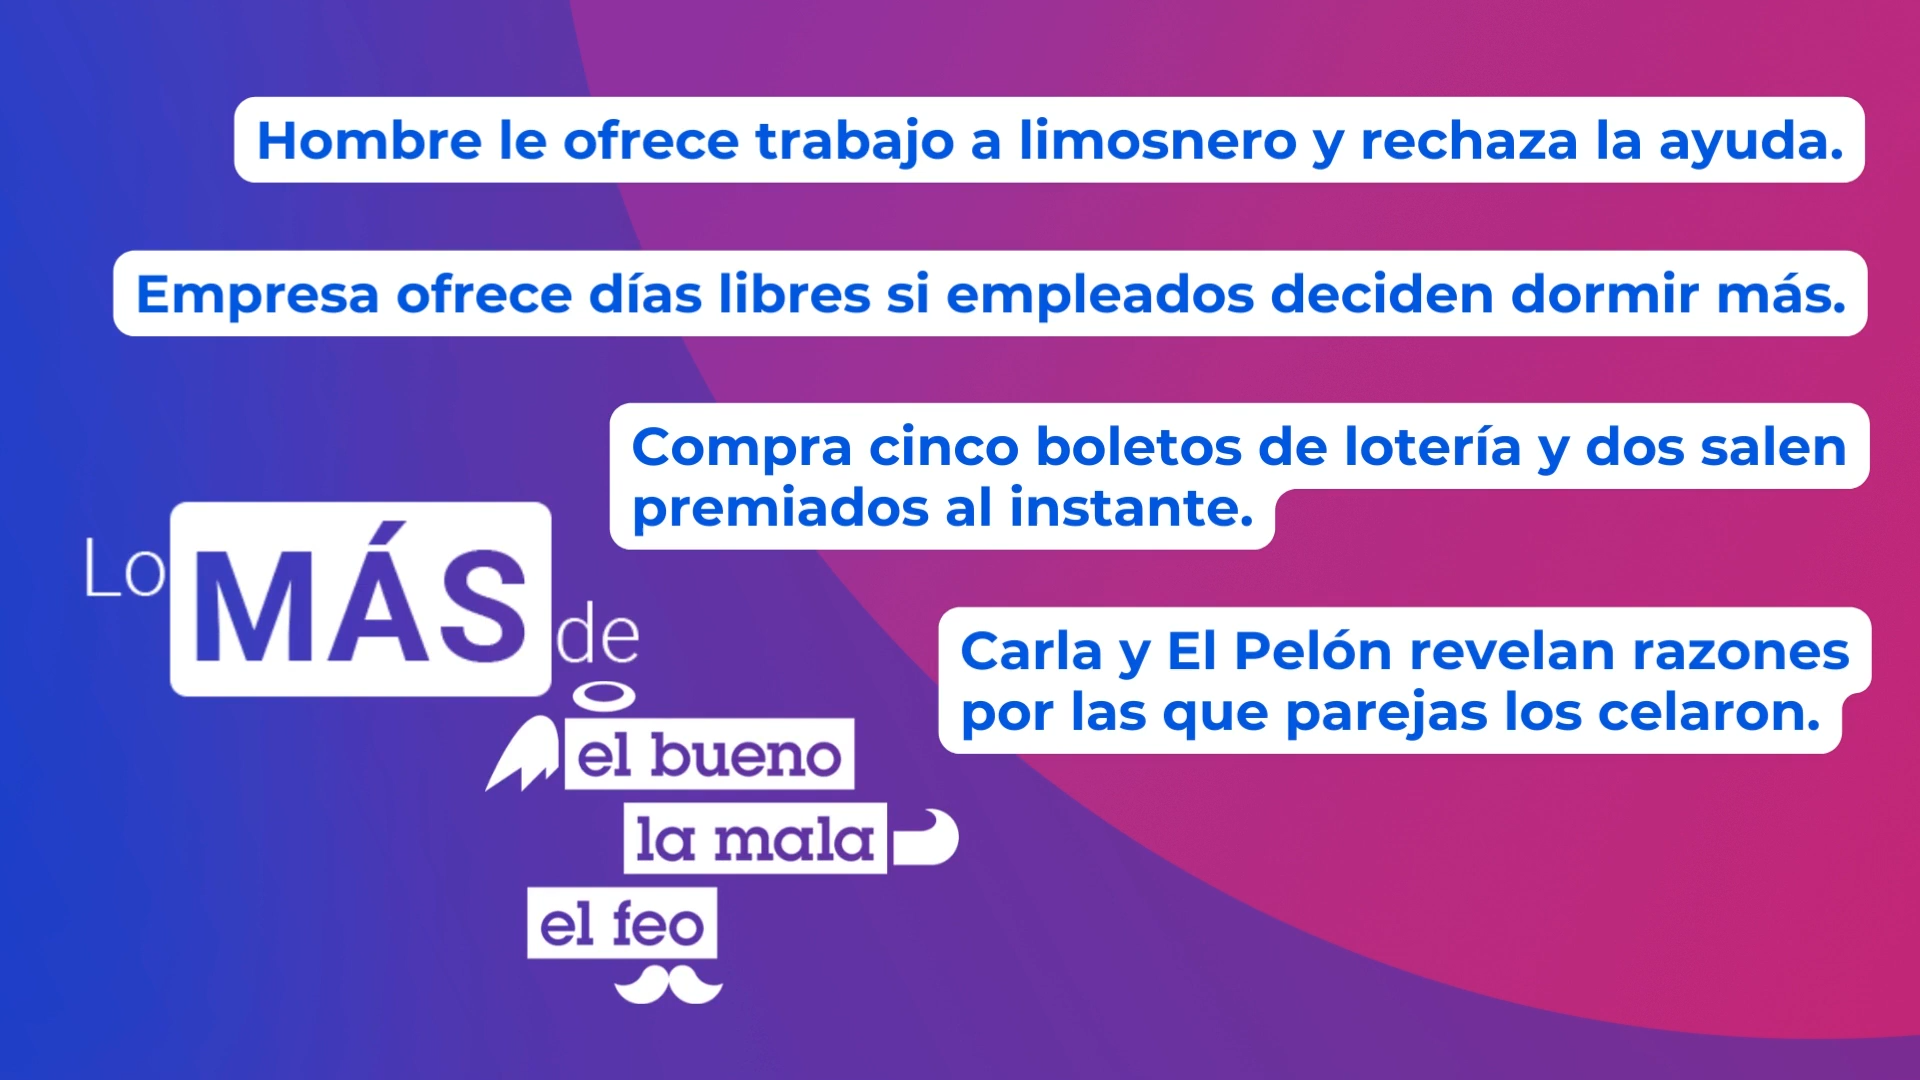 Hombre le ofrece trabajo a limosnero y rechaza la ayuda.
Empresa ofrece días libres si empleados deciden dormir más.
Compra cinco boletos de lotería y dos salen
premiados al instante.
Carla y El Pelón revelan razones
por las que parejas los celaron.
Lo MÁS de
el bueno
la mala
el feo